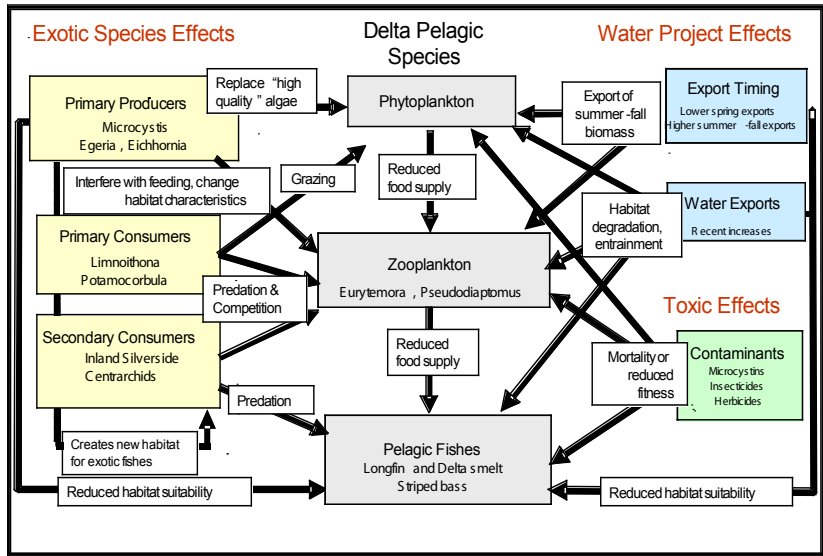 Exotic Species Effects
Delta Pelagic
Species
Water Project Effects
Primary Producers
Microcystis
Egeria , Eichhornia
Replace “high
quality ” algae
Phytoplankton
Export of
summer -fall
biomass
Export Timing
Lower spring exports
Higher summer -fall exports
Interfere with feeding, change
habitat characteristics
Grazing
Reduced
food supply
Habitat
degradation,
entrainment
Water Exports
Recent increases
Primary Consumers
Limnoithona
Potamocorbula
Predation &
Competition
Zooplankton
Eurytemora , Pseudodiaptomus
Toxic Effects
Secondary Consumers
Inland Silverside
Centrarchids
Reduced
food supply
Mortality or
reduced
fitness
Contaminants
Microcystins
Insecticides
Herbicides
Predation
Creates new habitat
for exotic fishes
Pelagic Fishes
Longfin and Delta smelt
Striped bass
Reduced habitat suitability
Reduced habitat suitability